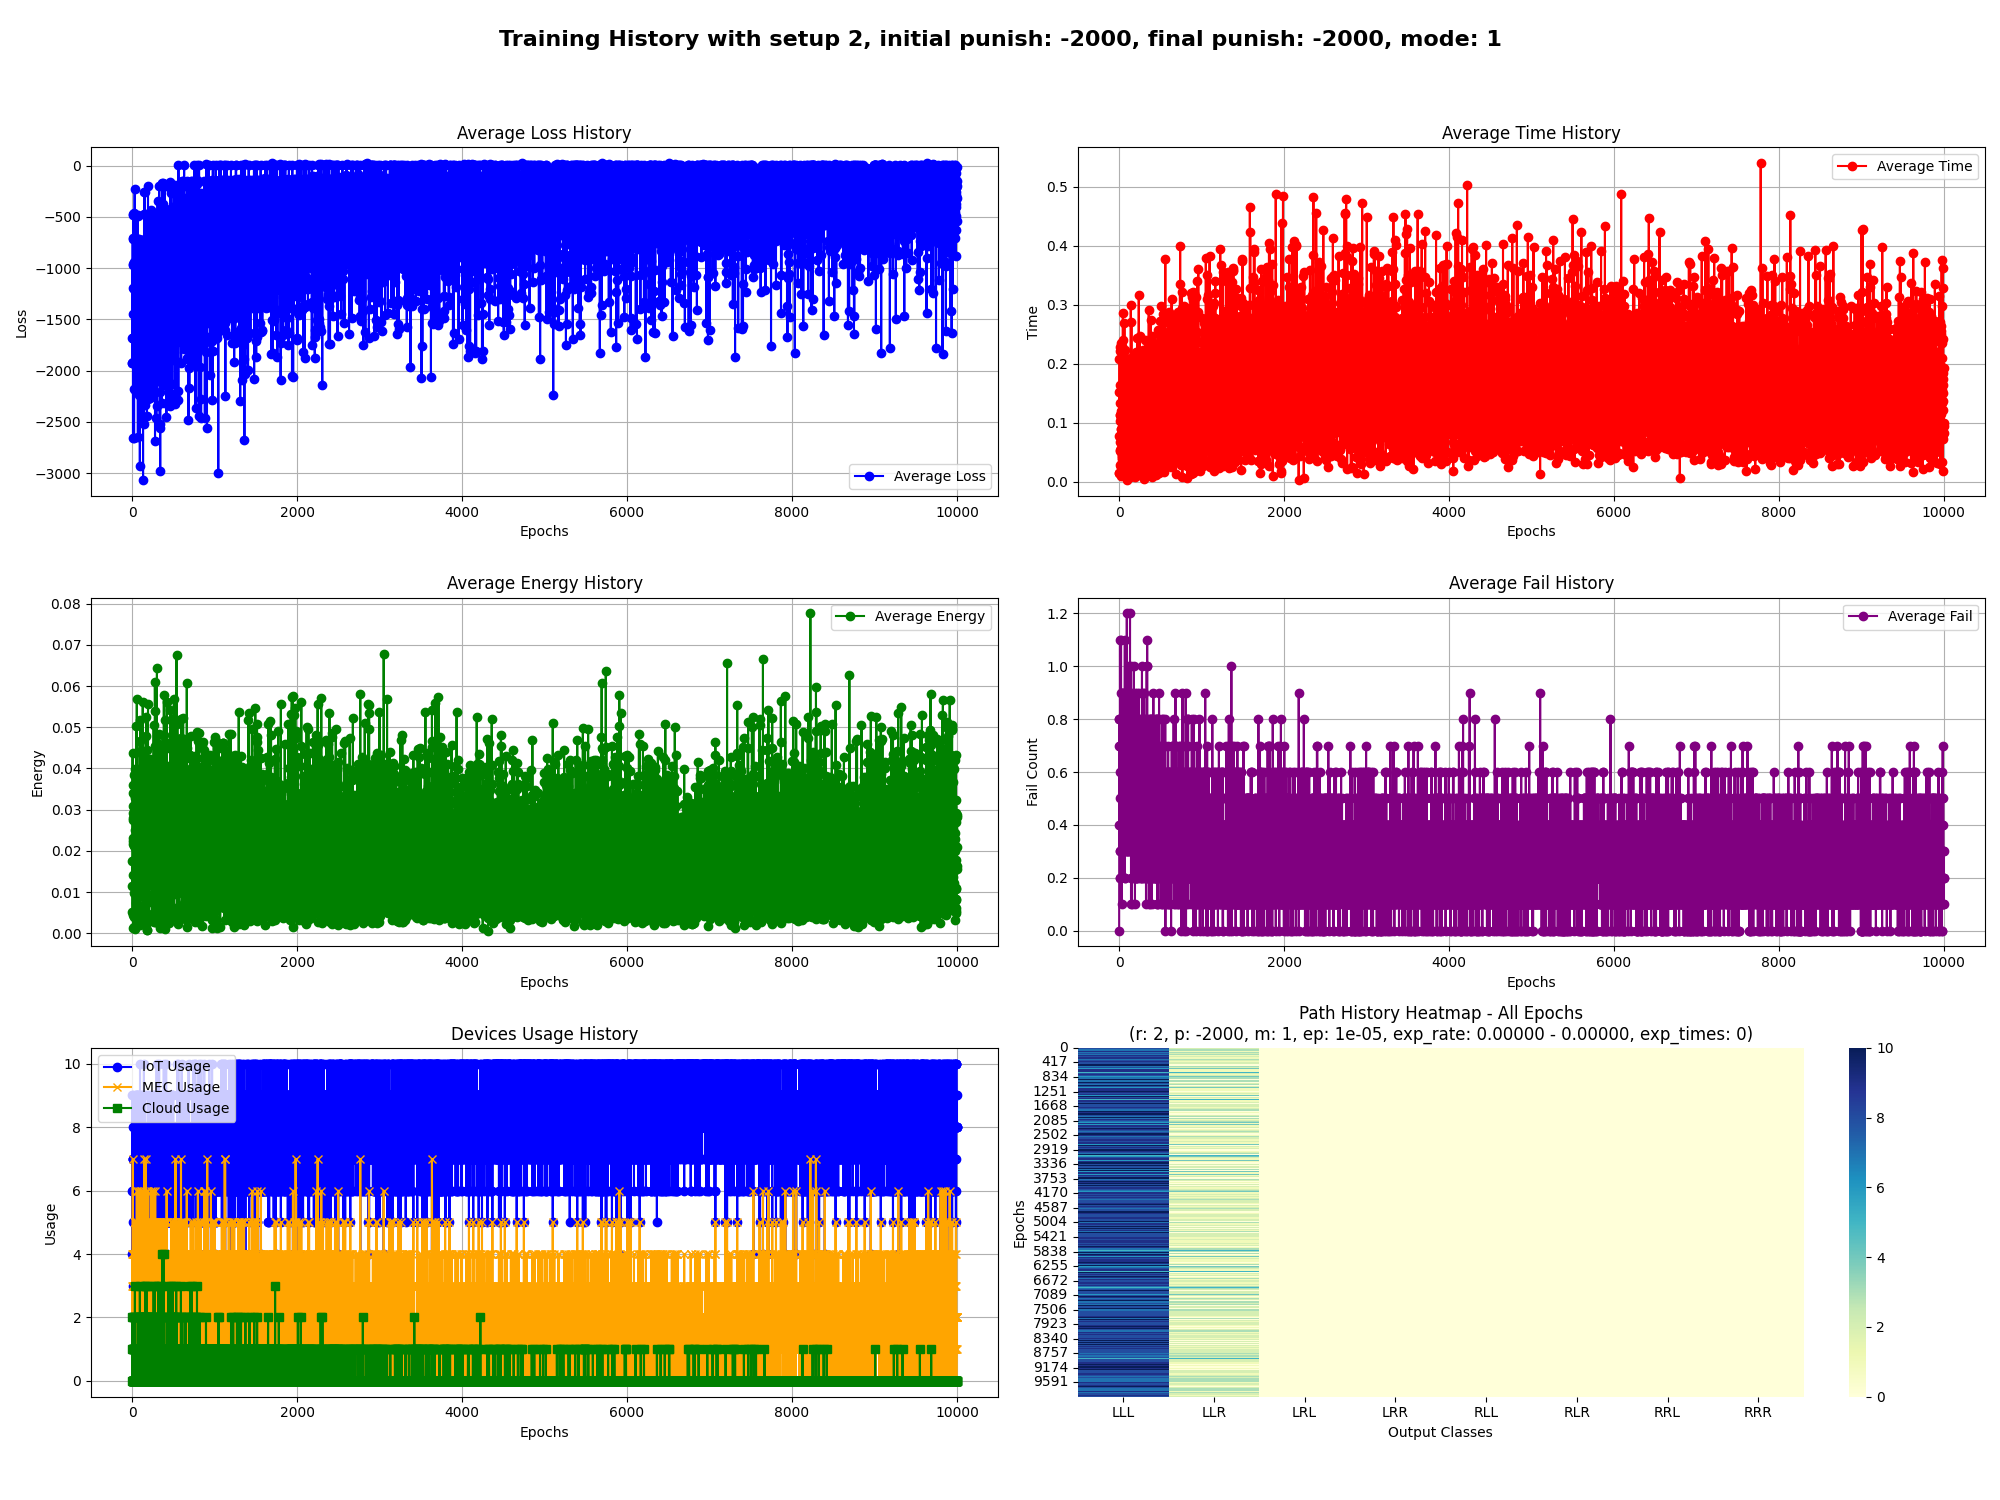 Training History with setup 2, initial punish: -2000, final punish: -2000, mode: 1
Average Loss History
0
−500
−1000
−1500
−2000
−2500
−3000
Loss
0 2000 4000 6000 8000 10000
Epochs
Average Loss
Average Time History
0.5
0.4
0.3
0.2
0.1
0.0
Time
0 2000 4000 6000 8000 10000
Epochs
Average Time
Average Energy History
0.08
0.07
0.06
0.05
0.04
0.03
0.02
0.01
0.00
Energy
0 2000 4000 6000 8000 10000
Epochs
Average Energy
Average Fail History
1.2
1.0
0.8
0.6
0.4
0.2
0.0
Fail Count
0 2000 4000 6000 8000 10000
Epochs
Average Fail
Devices Usage History
10
8
6
4
2
0
Usage
0 2000 4000 6000 8000 10000
Epochs
IoT Usage
MEC Usage
Cloud Usage
Path History Heatmap - All Epochs
(r: 2, p: -2000, m: 1, ep: 1e-05, exp_rate: 0.00000 - 0.00000, exp_times: 0)
0
417
834
1251
1668
2085
2502
2919
3336
3753
4170
4587
5004
5421
5838
6255
6672
7089
7506
7923
8340
8757
9174
9591
Epochs
LLL LLR LRL LRR RLL RLR RRL RRR
Output Classes
10
8
6
4
2
0